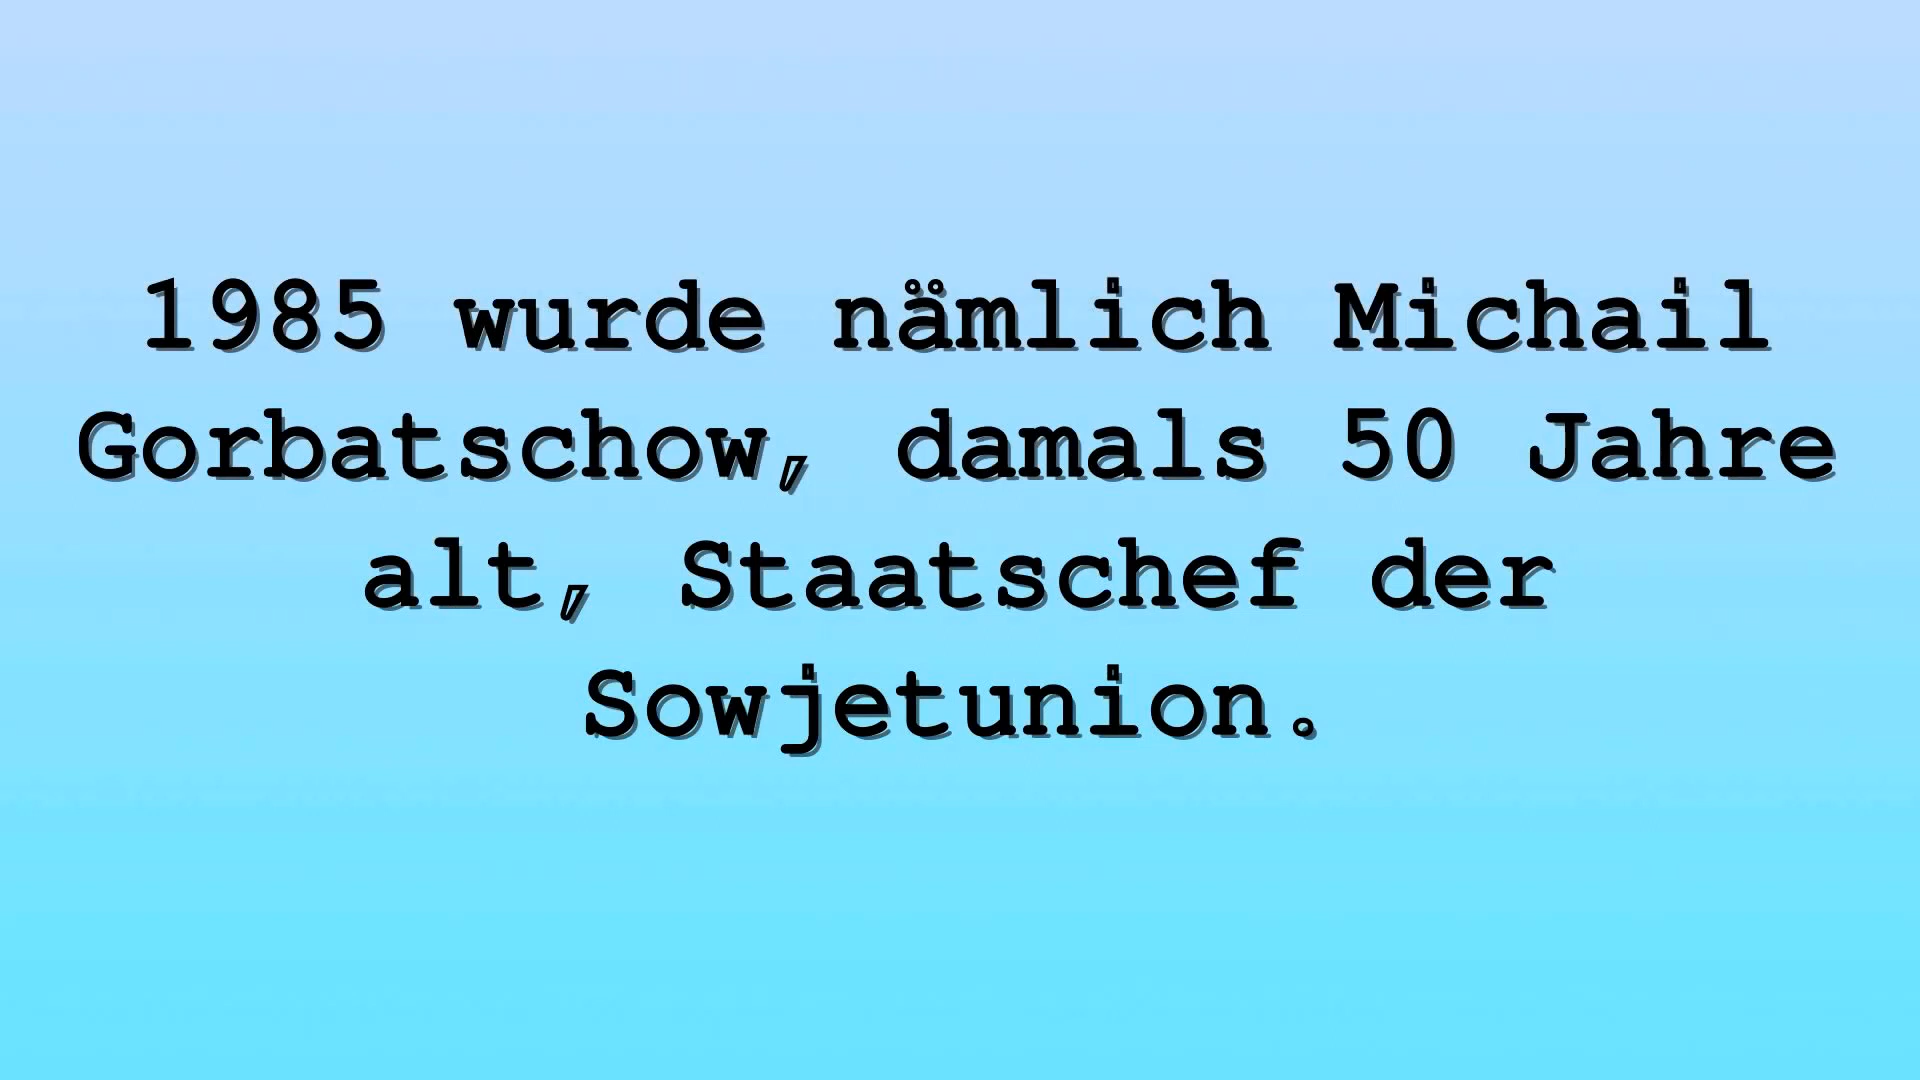 1985 wurde nämlich Michail
Gorbatschow, damals 50 Jahre
alt, Staatschef der
Sowjetunion.